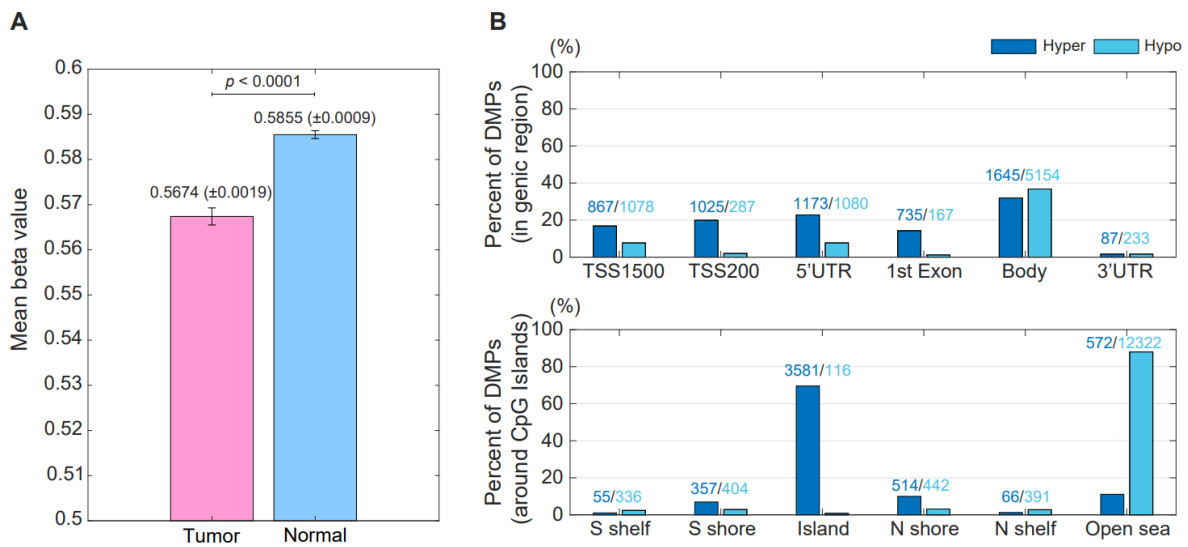 A
Mean beta value
0.6
0.59
0.58
0.57
0.56
0.55
0.54
0.53
0.52
0.51
0.5
p < 0.0001
0.5855 (±0.0009)
0.5674 (±0.0019)
Tumor Normal
B
Hyper Hypo
(%)
Percent of DMPs
(in genic region)
100
80
60
40
20
0
867/1078 1025/287 1173/1080 735/167 1645/5154 87/233
TSS1500 TSS200 5'UTR 1st Exon Body 3'UTR
(%)
Percent of DMPs
(around CpG Islands)
100
80
60
40
20
0
55/336 357/404 3581/116 514/442 66/391 572/12322
S shelf S shore Island N shore N shelf Open sea